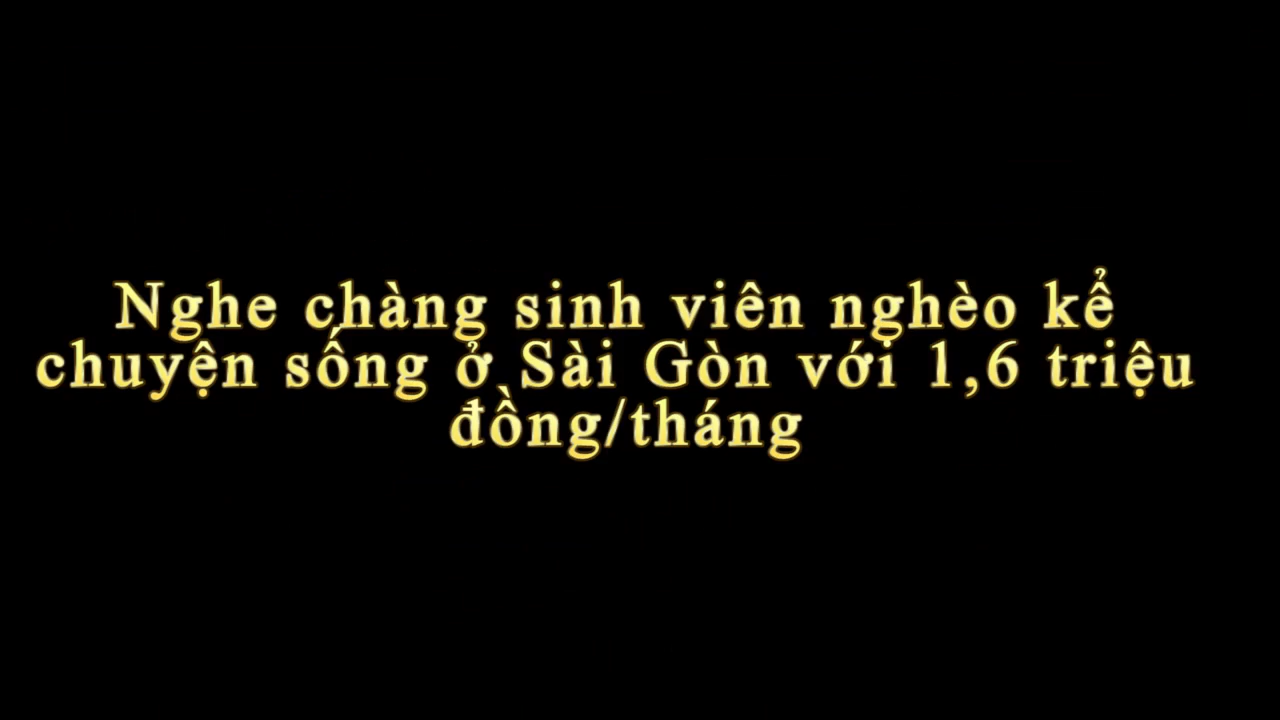 Nghe chàng sinh viên nghèo kể
chuyện sống ở Sài Gòn với 1,6 triệu
đồng/tháng